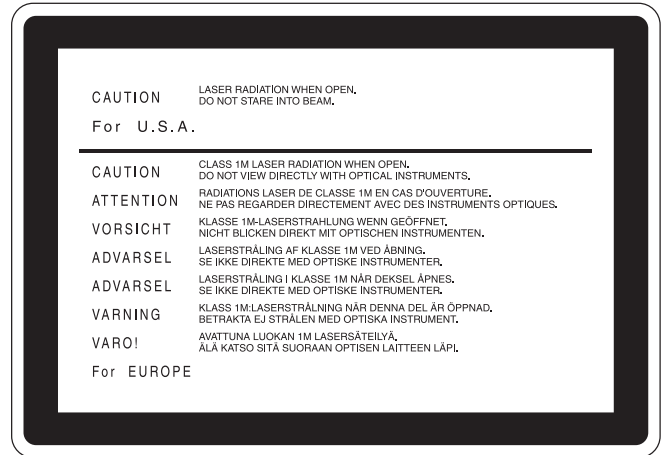 CAUTION LASER RADIATION WHEN OPEN.
DO NOT STARE INTO BEAM.
For U.S.A.
CAUTION CLASS 1M LASER RADIATION WHEN OPEN.
DO NOT VIEW DIRECTLY WITH OPTICAL INSTRUMENTS.
ATTENTION RADIATIONS LASER DE CLASSE 1M EN CAS D'OUVERTURE.
NE PAS REGARDER DIRECTEMENT AVEC DES INSTRUMENTS OPTIQUES.
VORSICHT KLASSE 1M-LASERSTRAHLUNG WENN GEÖFFNET.
NICHT BLICKEN DIREKT MIT OPTISCHEN INSTRUMENTEN.
ADVARSEL LASERSTRÅLING AF KLASSE 1M VED ÅBNING.
SE IKKE DIREKTE MED OPTISKE INSTRUMENTER.
ADVARSEL LASERSTRÅLING I KLASSE 1M NÅR DEKSEL ÅPNES.
SE IKKE DIREKTE MED OPTISKE INSTRUMENTER.
VARNING KLASS 1M:LASERSTRÅLNING NÄR DENNA DEL ÄR ÖPPNAD.
BETRAKTA EJ STRÅLEN MED OPTISKA INSTRUMENT.
VARO! AVATTUNA LUOKAN 1M LASERSÄTEILYÄ.
ÄLÄ KATSO SITÄ SUORAAN OPTISEN LAITTEEN LÄPI.
For EUROPE